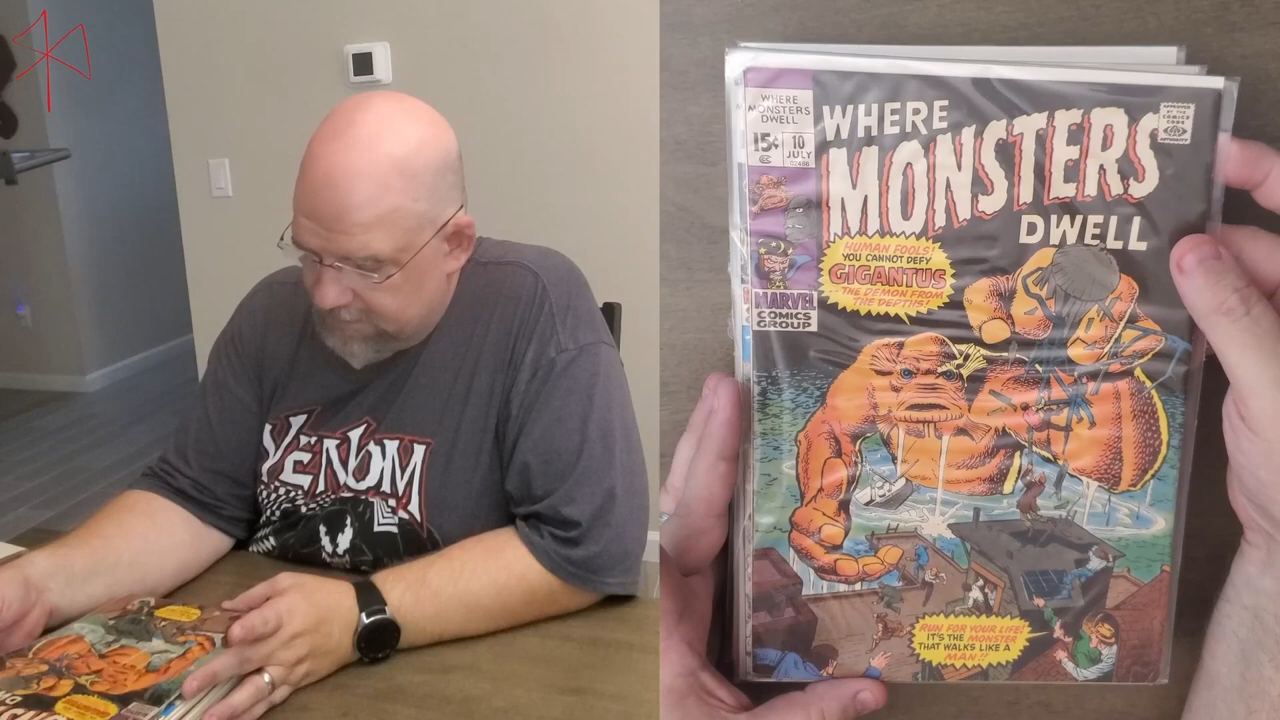 VENOM
WHERE
MONSTERS
DWELL
15¢
10
JULY
02486
CC
MARVEL
COMICS
GROUP
WHERE
MONSTERS
DWELL
APPROVED
BY THE
COMICS
CODE
AUTHORITY
HUMAN FOOLS!
YOU CANNOT DEFY
GIGANTUS
THE DEMON FROM
THE DEPTHS!
RUN FOR YOUR LIFE!
IT'S THE MONSTER
THAT WALKS LIKE A
MAN!!